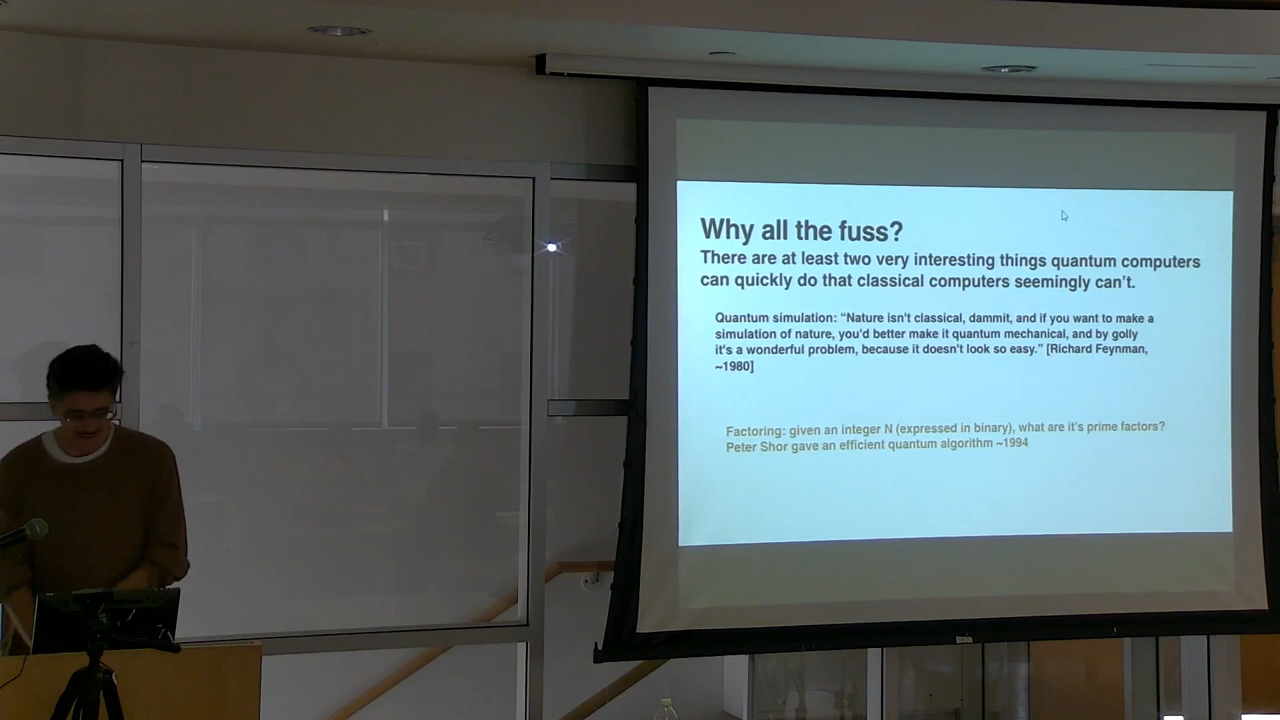 Why all the fuss?
There are at least two very interesting things quantum computers
can quickly do that classical computers seemingly can't.
Quantum simulation: “Nature isn't classical, dammit, and if you want to make a
simulation of nature, you'd better make it quantum mechanical, and by golly
it's a wonderful problem, because it doesn't look so easy.” [Richard Feynman,
~1980]
Factoring: given an integer N (expressed in binary), what are it's prime factors?
Peter Shor gave an efficient quantum algorithm ~1994